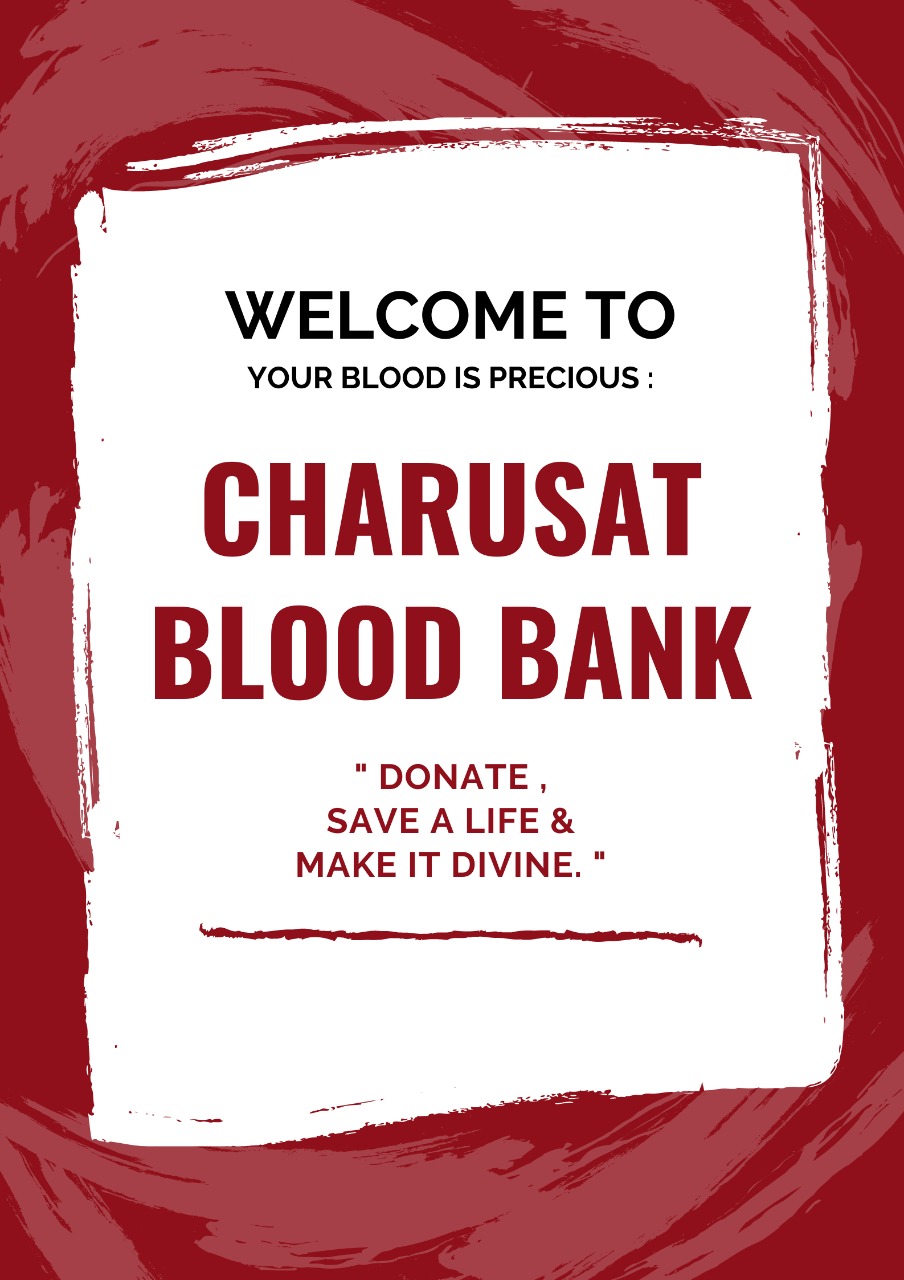 WELCOME TO
YOUR BLOOD IS PRECIOUS :
CHARUSAT
BLOOD BANK
" DONATE ,
SAVE A LIFE &
MAKE IT DIVINE. "